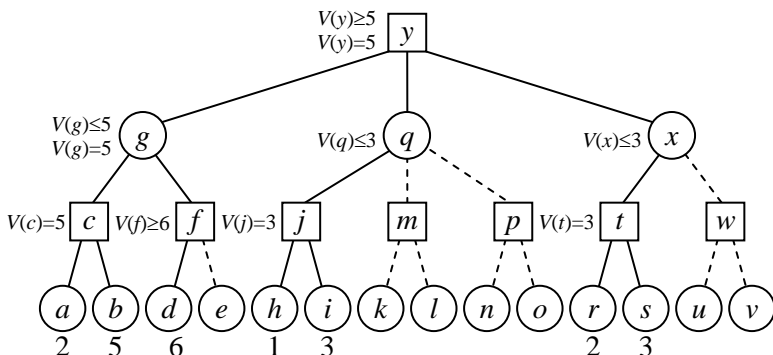 V(y)≥5
V(y)=5 y
V(g)≤5
V(g)=5 g V(q)≤3 q V(x)≤3 x
V(c)=5 c V(f)≥6 f V(j)=3 j m p V(t)=3 t w
a b d e h i k l n o r s u v
2 5 6 1 3 2 3